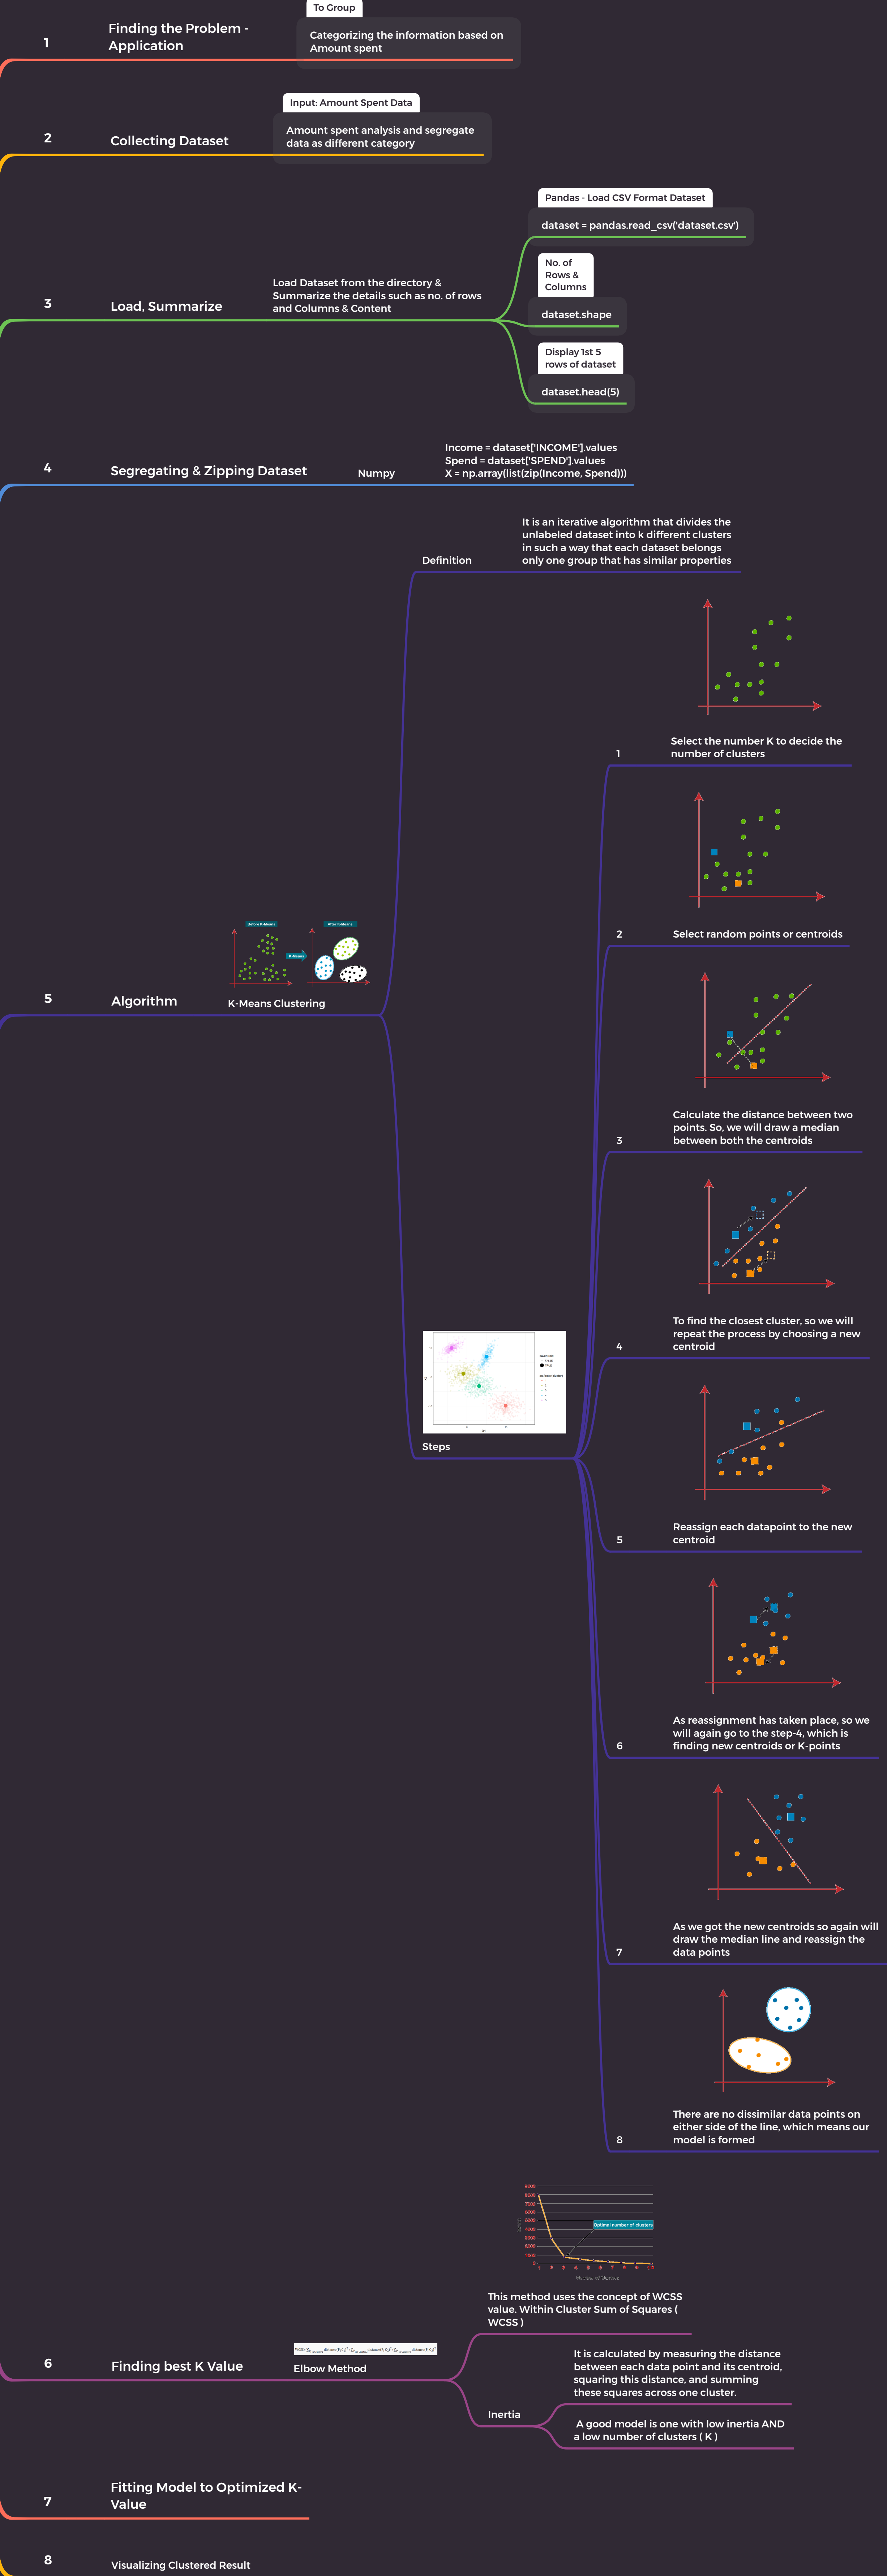 To Group
1
Finding the Problem -
Application
Categorizing the information based on
Amount spent
Input: Amount Spent Data
2
Collecting Dataset
Amount spent analysis and segregate
data as different category
3
Load, Summarize
Load Dataset from the directory &
Summarize the details such as no. of rows
and Columns & Content
Pandas - Load CSV Format Dataset
dataset = pandas.read_csv('dataset.csv')
No. of
Rows &
Columns
dataset.shape
Display 1st 5
rows of dataset
dataset.head(5)
4
Segregating & Zipping Dataset
Numpy
Income = dataset['INCOME'].values
Spend = dataset['SPEND'].values
X = np.array(list(zip(Income, Spend)))
5
Algorithm
Before K-Means
After K-Means
K-Means
K-Means Clustering
Definition
It is an iterative algorithm that divides the
unlabeled dataset into k different clusters
in such a way that each dataset belongs
only one group that has similar properties
Steps
1
Select the number K to decide the
number of clusters
2
Select random points or centroids
3
Calculate the distance between two
points. So, we will draw a median
between both the centroids
4
To find the closest cluster, so we will
repeat the process by choosing a new
centroid
5
Reassign each datapoint to the new
centroid
6
As reassignment has taken place, so we
will again go to the step-4, which is
finding new centroids or K-points
7
As we got the new centroids so again will
draw the median line and reassign the
data points
8
There are no dissimilar data points on
either side of the line, which means our
model is formed
6
Finding best K Value
Elbow Method
Optimal number of clusters
This method uses the concept of WCSS
value. Within Cluster Sum of Squares (
WCSS )
Inertia
It is calculated by measuring the distance
between each data point and its centroid,
squaring this distance, and summing
these squares across one cluster.
A good model is one with low inertia AND
a low number of clusters ( K )
7
Fitting Model to Optimized K-
Value
8
Visualizing Clustered Result